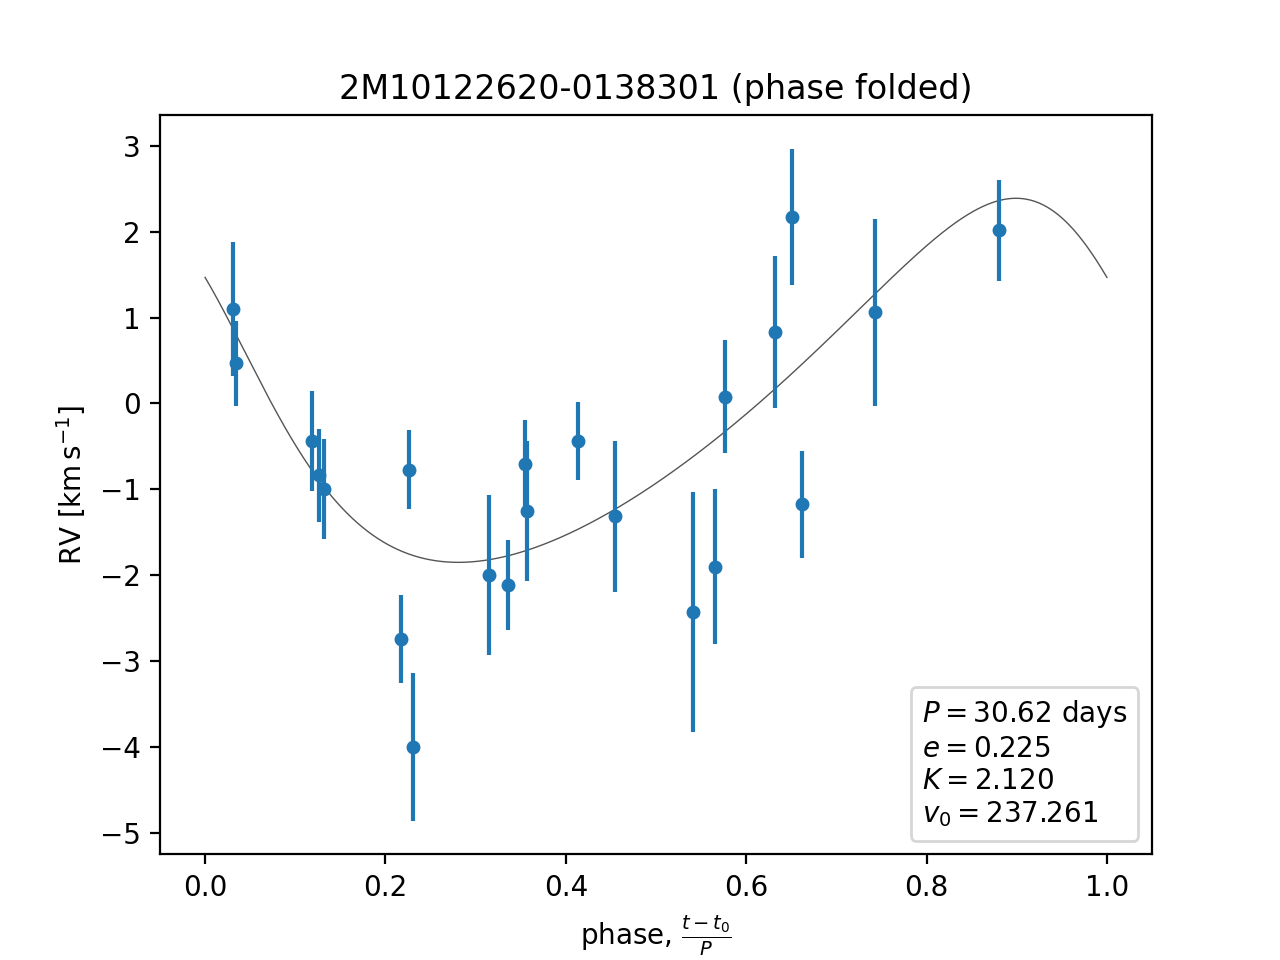 2M10122620-0138301 (phase folded)
3
2
1
0
−1
−2
−3
−4
−5
RV [km s⁻¹]
P = 30.62 days
e = 0.225
K = 2.120
v₀ = 237.261
0.0 0.2 0.4 0.6 0.8 1.0
phase, (t − t₀)/P